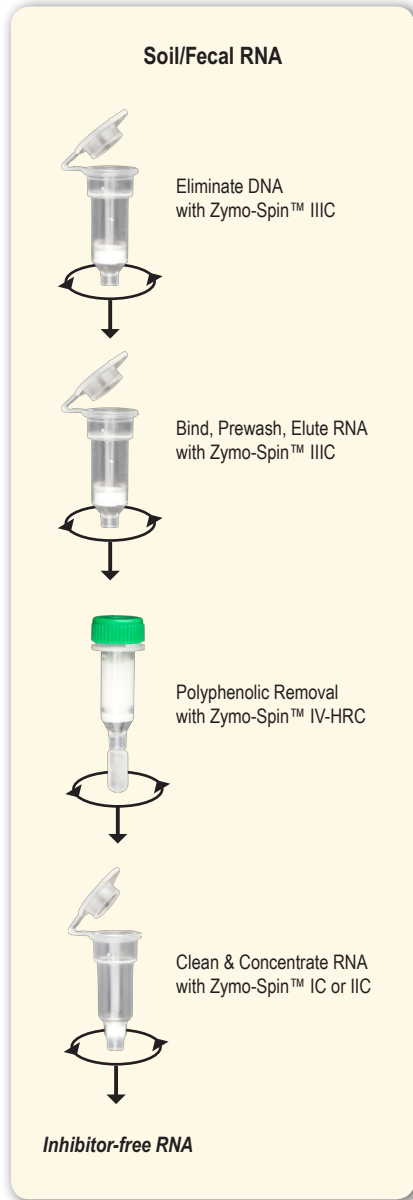 Soil/Fecal RNA
Eliminate DNA
with Zymo-Spin™ IIIC
Bind, Prewash, Elute RNA
with Zymo-Spin™ IIIC
Polyphenolic Removal
with Zymo-Spin™ IV-HRC
Clean & Concentrate RNA
with Zymo-Spin™ IC or IIC
Inhibitor-free RNA